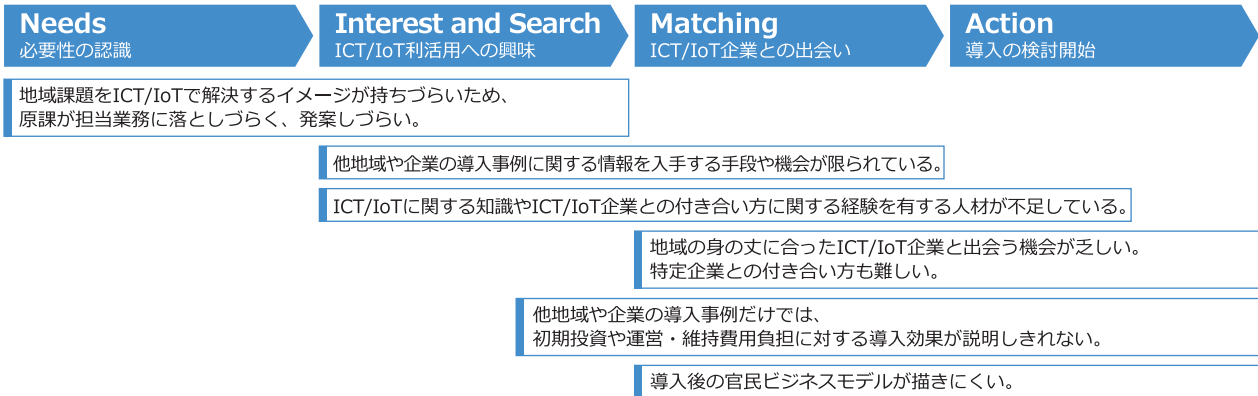 Needs
必要性の認識
Interest and Search
ICT/IoT利活用への興味
Matching
ICT/IoT企業との出会い
Action
導入の検討開始
地域課題をICT/IoTで解決するイメージが持ちづらいため、
原課が担当業務に落としづらく、発案しづらい。
他地域や企業の導入事例に関する情報を入手する手段や機会が限られている。
ICT/IoTに関する知識やICT/IoT企業との付き合い方に関する経験を有する人材が不足している。
地域の身の丈に合ったICT/IoT企業と出会う機会が乏しい。
特定企業との付き合い方も難しい。
他地域や企業の導入事例だけでは、
初期投資や運営・維持費用負担に対する導入効果が説明しきれない。
導入後の官民ビジネスモデルが描きにくい。